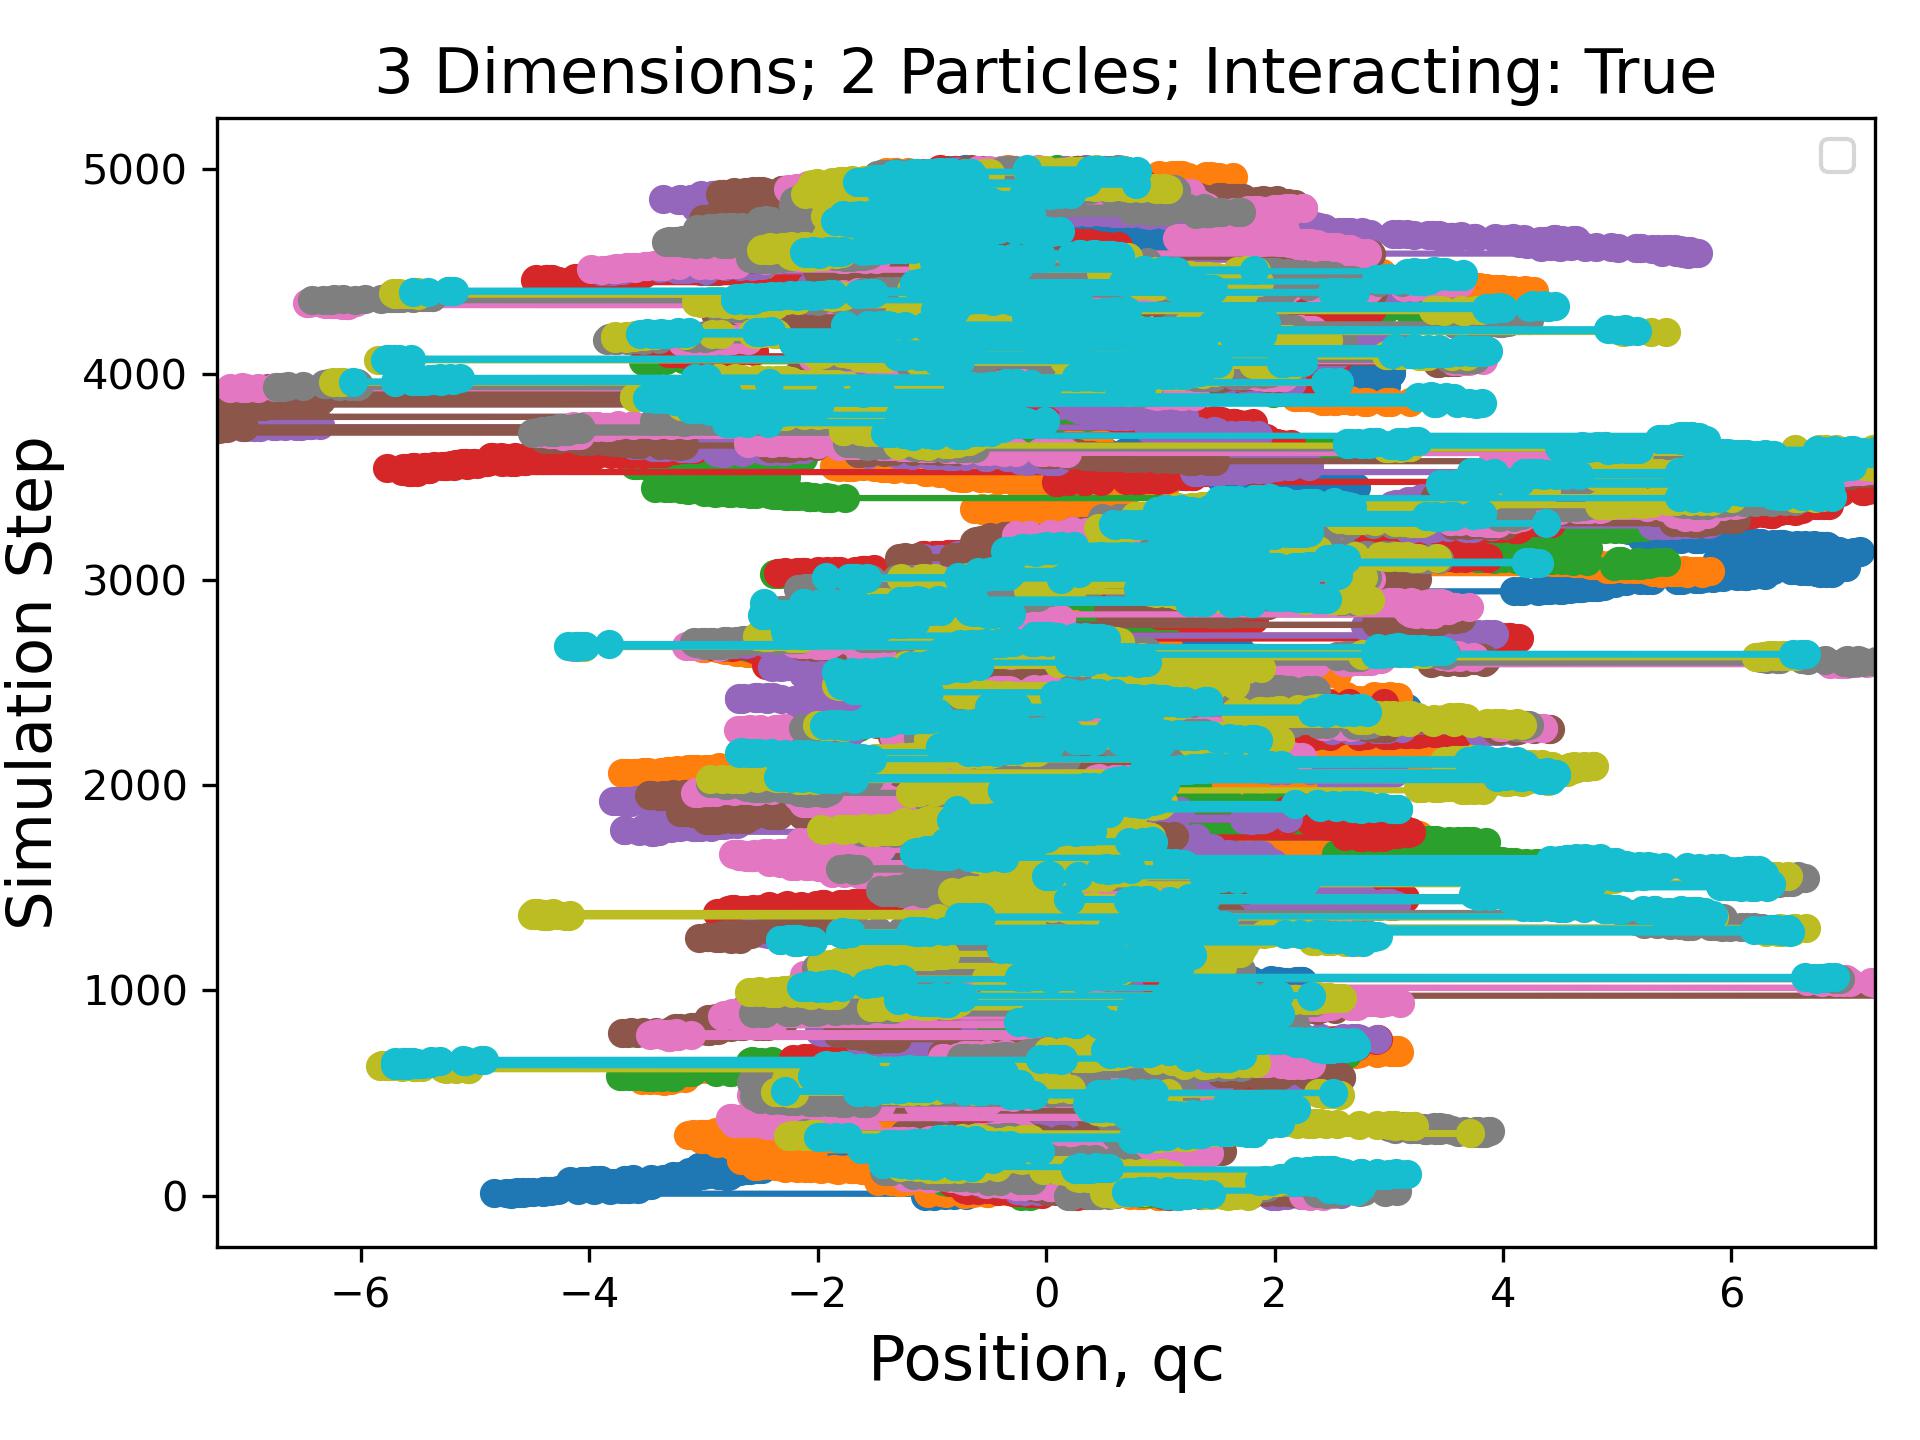 3 Dimensions; 2 Particles; Interacting: True
Simulation Step
5000
4000
3000
2000
1000
0
−6 −4 −2 0 2 4 6
Position, qc